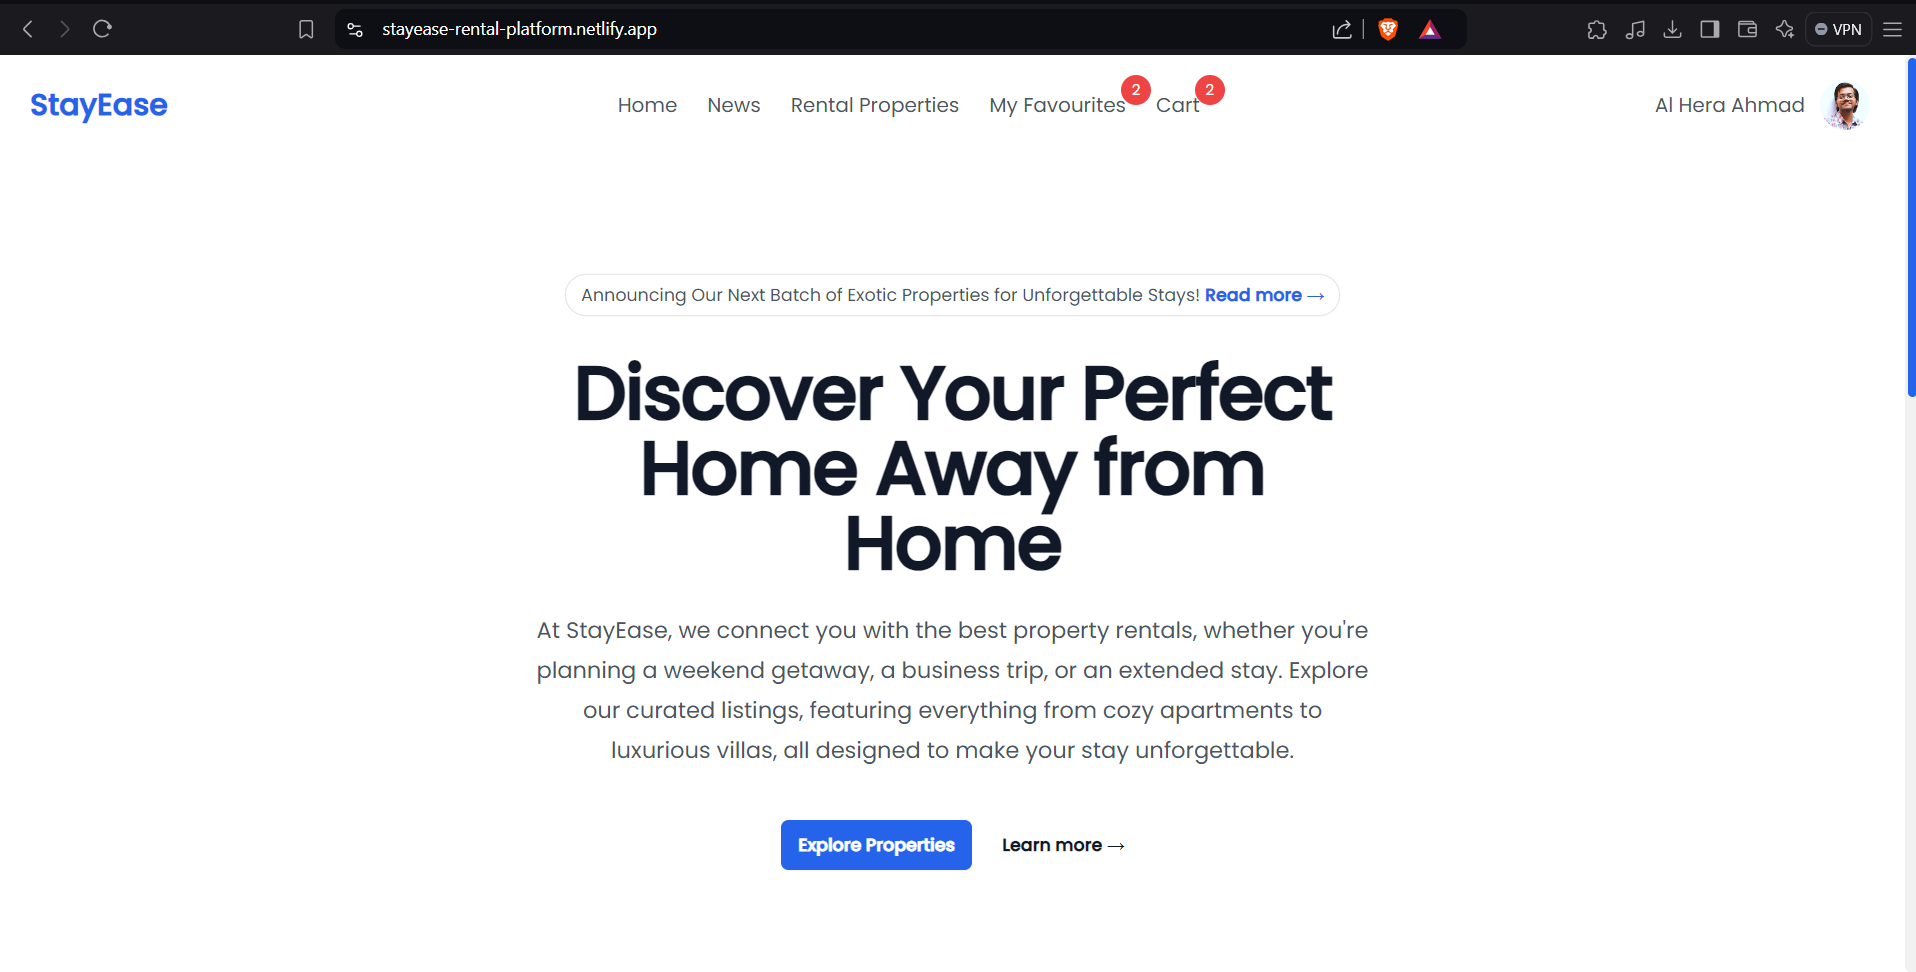 stayease-rental-platform.netlify.app
VPN
StayEase
Home
News
Rental Properties
My Favourites
2
Cart
2
Al Hera Ahmad
Announcing Our Next Batch of Exotic Properties for Unforgettable Stays! Read more →
Discover Your Perfect
Home Away from
Home
At StayEase, we connect you with the best property rentals, whether you're
planning a weekend getaway, a business trip, or an extended stay. Explore
our curated listings, featuring everything from cozy apartments to
luxurious villas, all designed to make your stay unforgettable.
Explore Properties
Learn more →